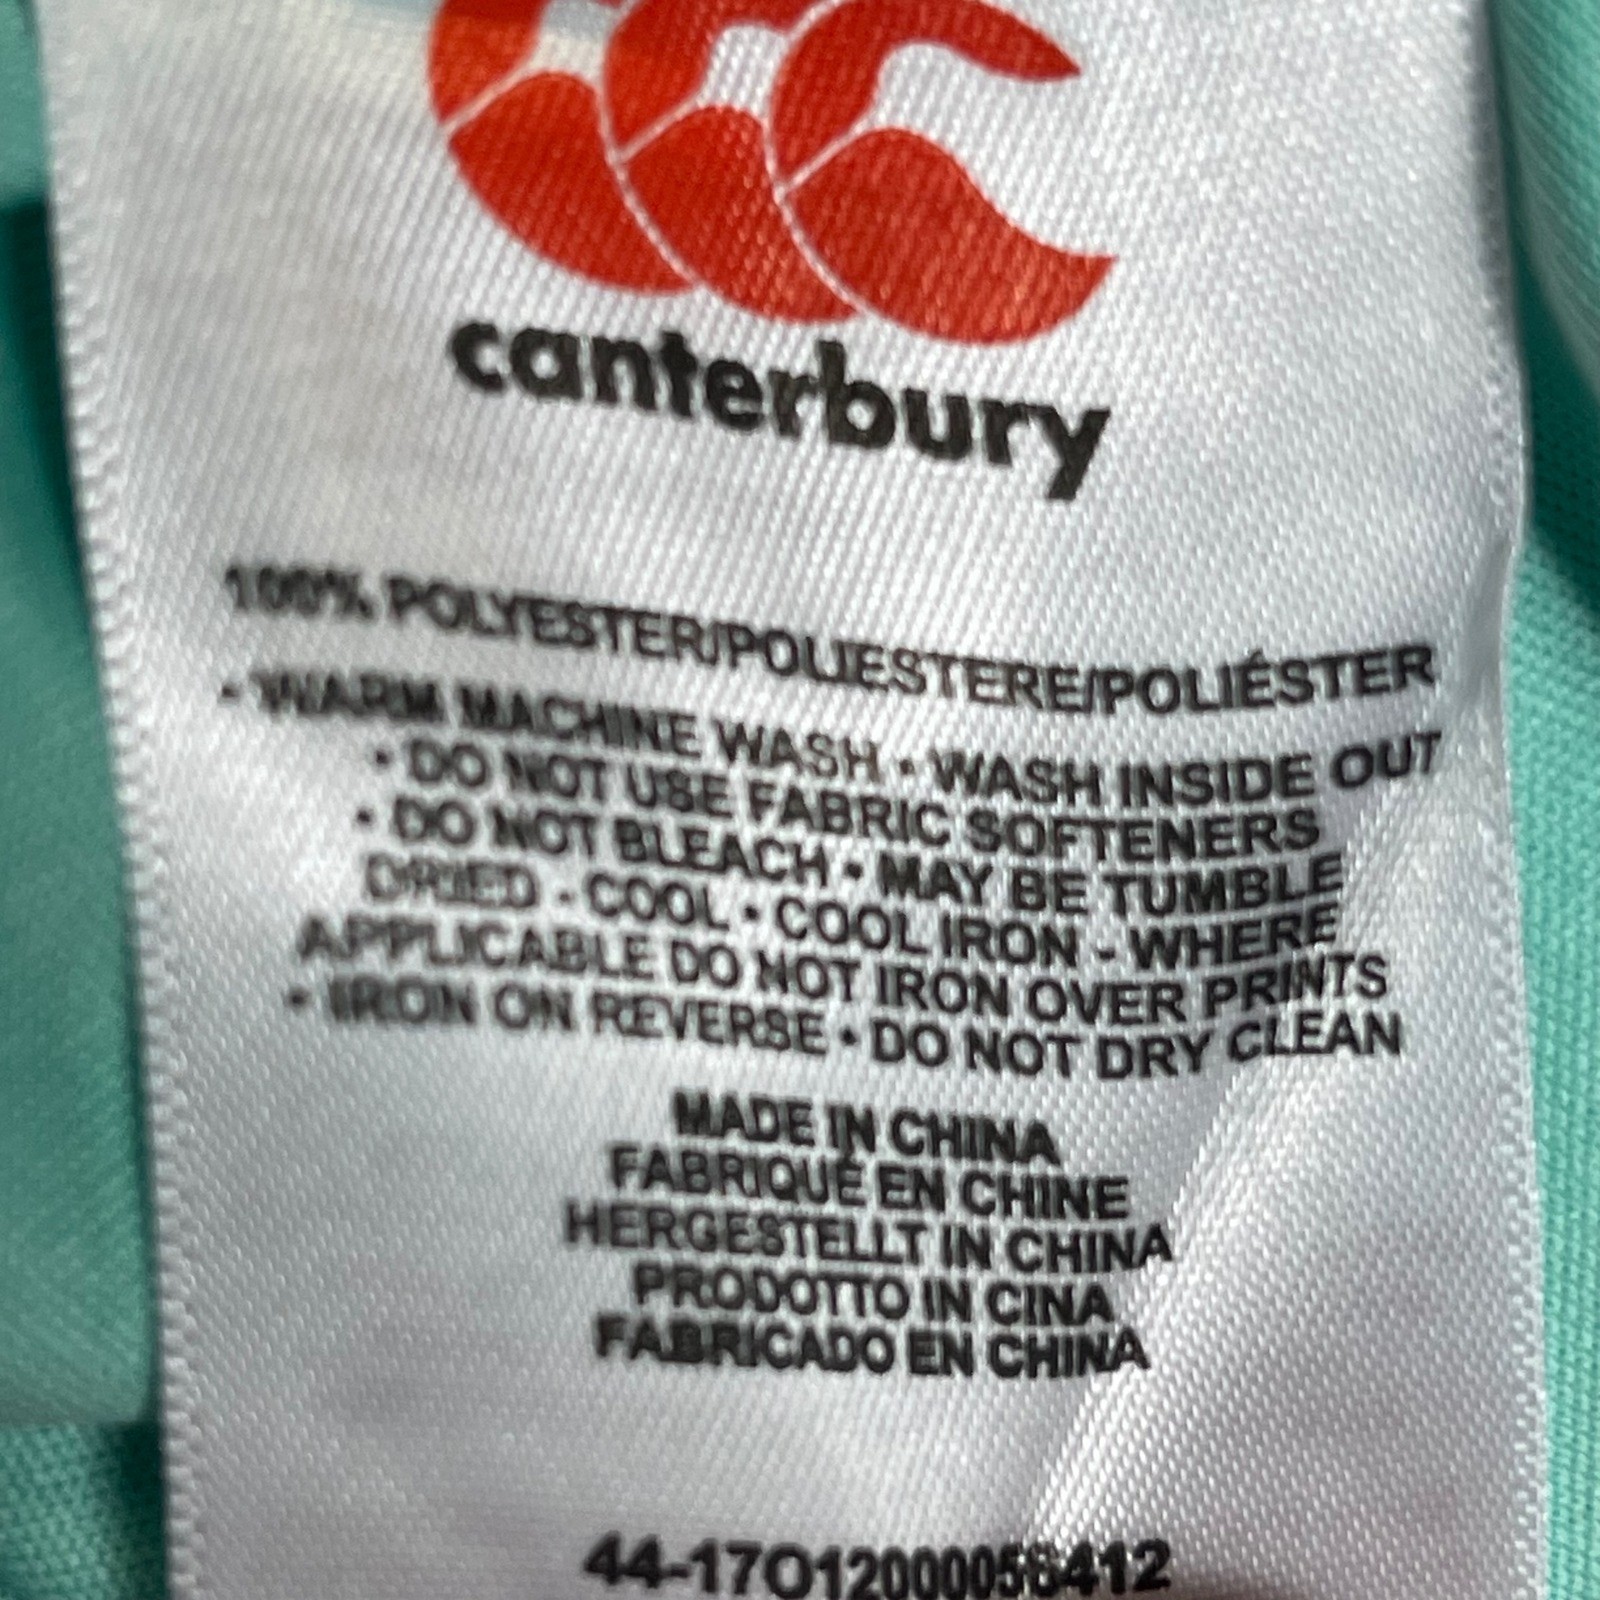 canterbury
100% POLYESTER/POLIESTERE/POLIÉSTER
• WARM MACHINE WASH • WASH INSIDE OUT
• DO NOT USE FABRIC SOFTENERS
• DO NOT BLEACH • MAY BE TUMBLE
DRIED - COOL • COOL IRON - WHERE
APPLICABLE DO NOT IRON OVER PRINTS
• IRON ON REVERSE • DO NOT DRY CLEAN
MADE IN CHINA
FABRIQUÉ EN CHINE
HERGESTELLT IN CHINA
PRODOTTO IN CINA
FABRICADO EN CHINA
44-17O12000056412